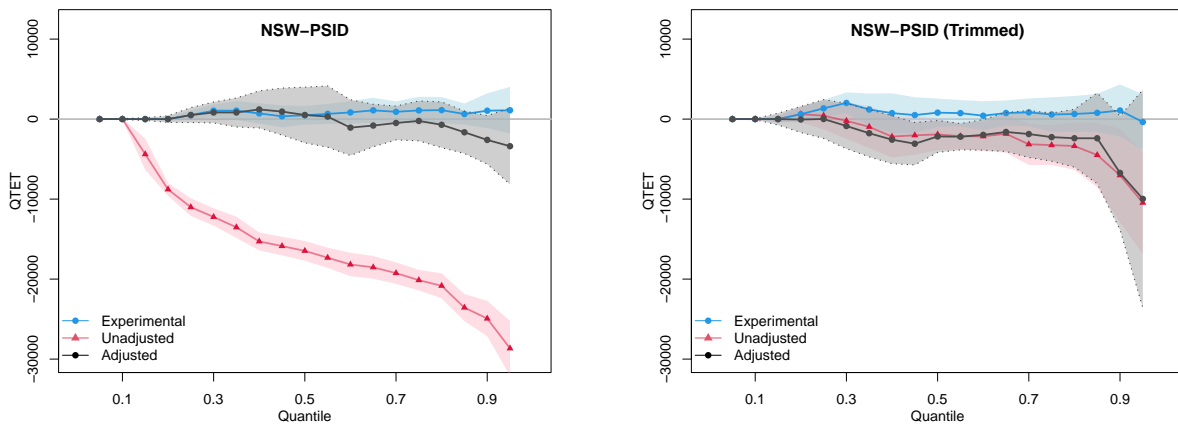 NSW−PSID
10000
0
−10000
−20000
−30000
QTET
Experimental
Unadjusted
Adjusted
0.1 0.3 0.5 0.7 0.9
Quantile
NSW−PSID (Trimmed)
10000
0
−10000
−20000
−30000
QTET
Experimental
Unadjusted
Adjusted
0.1 0.3 0.5 0.7 0.9
Quantile